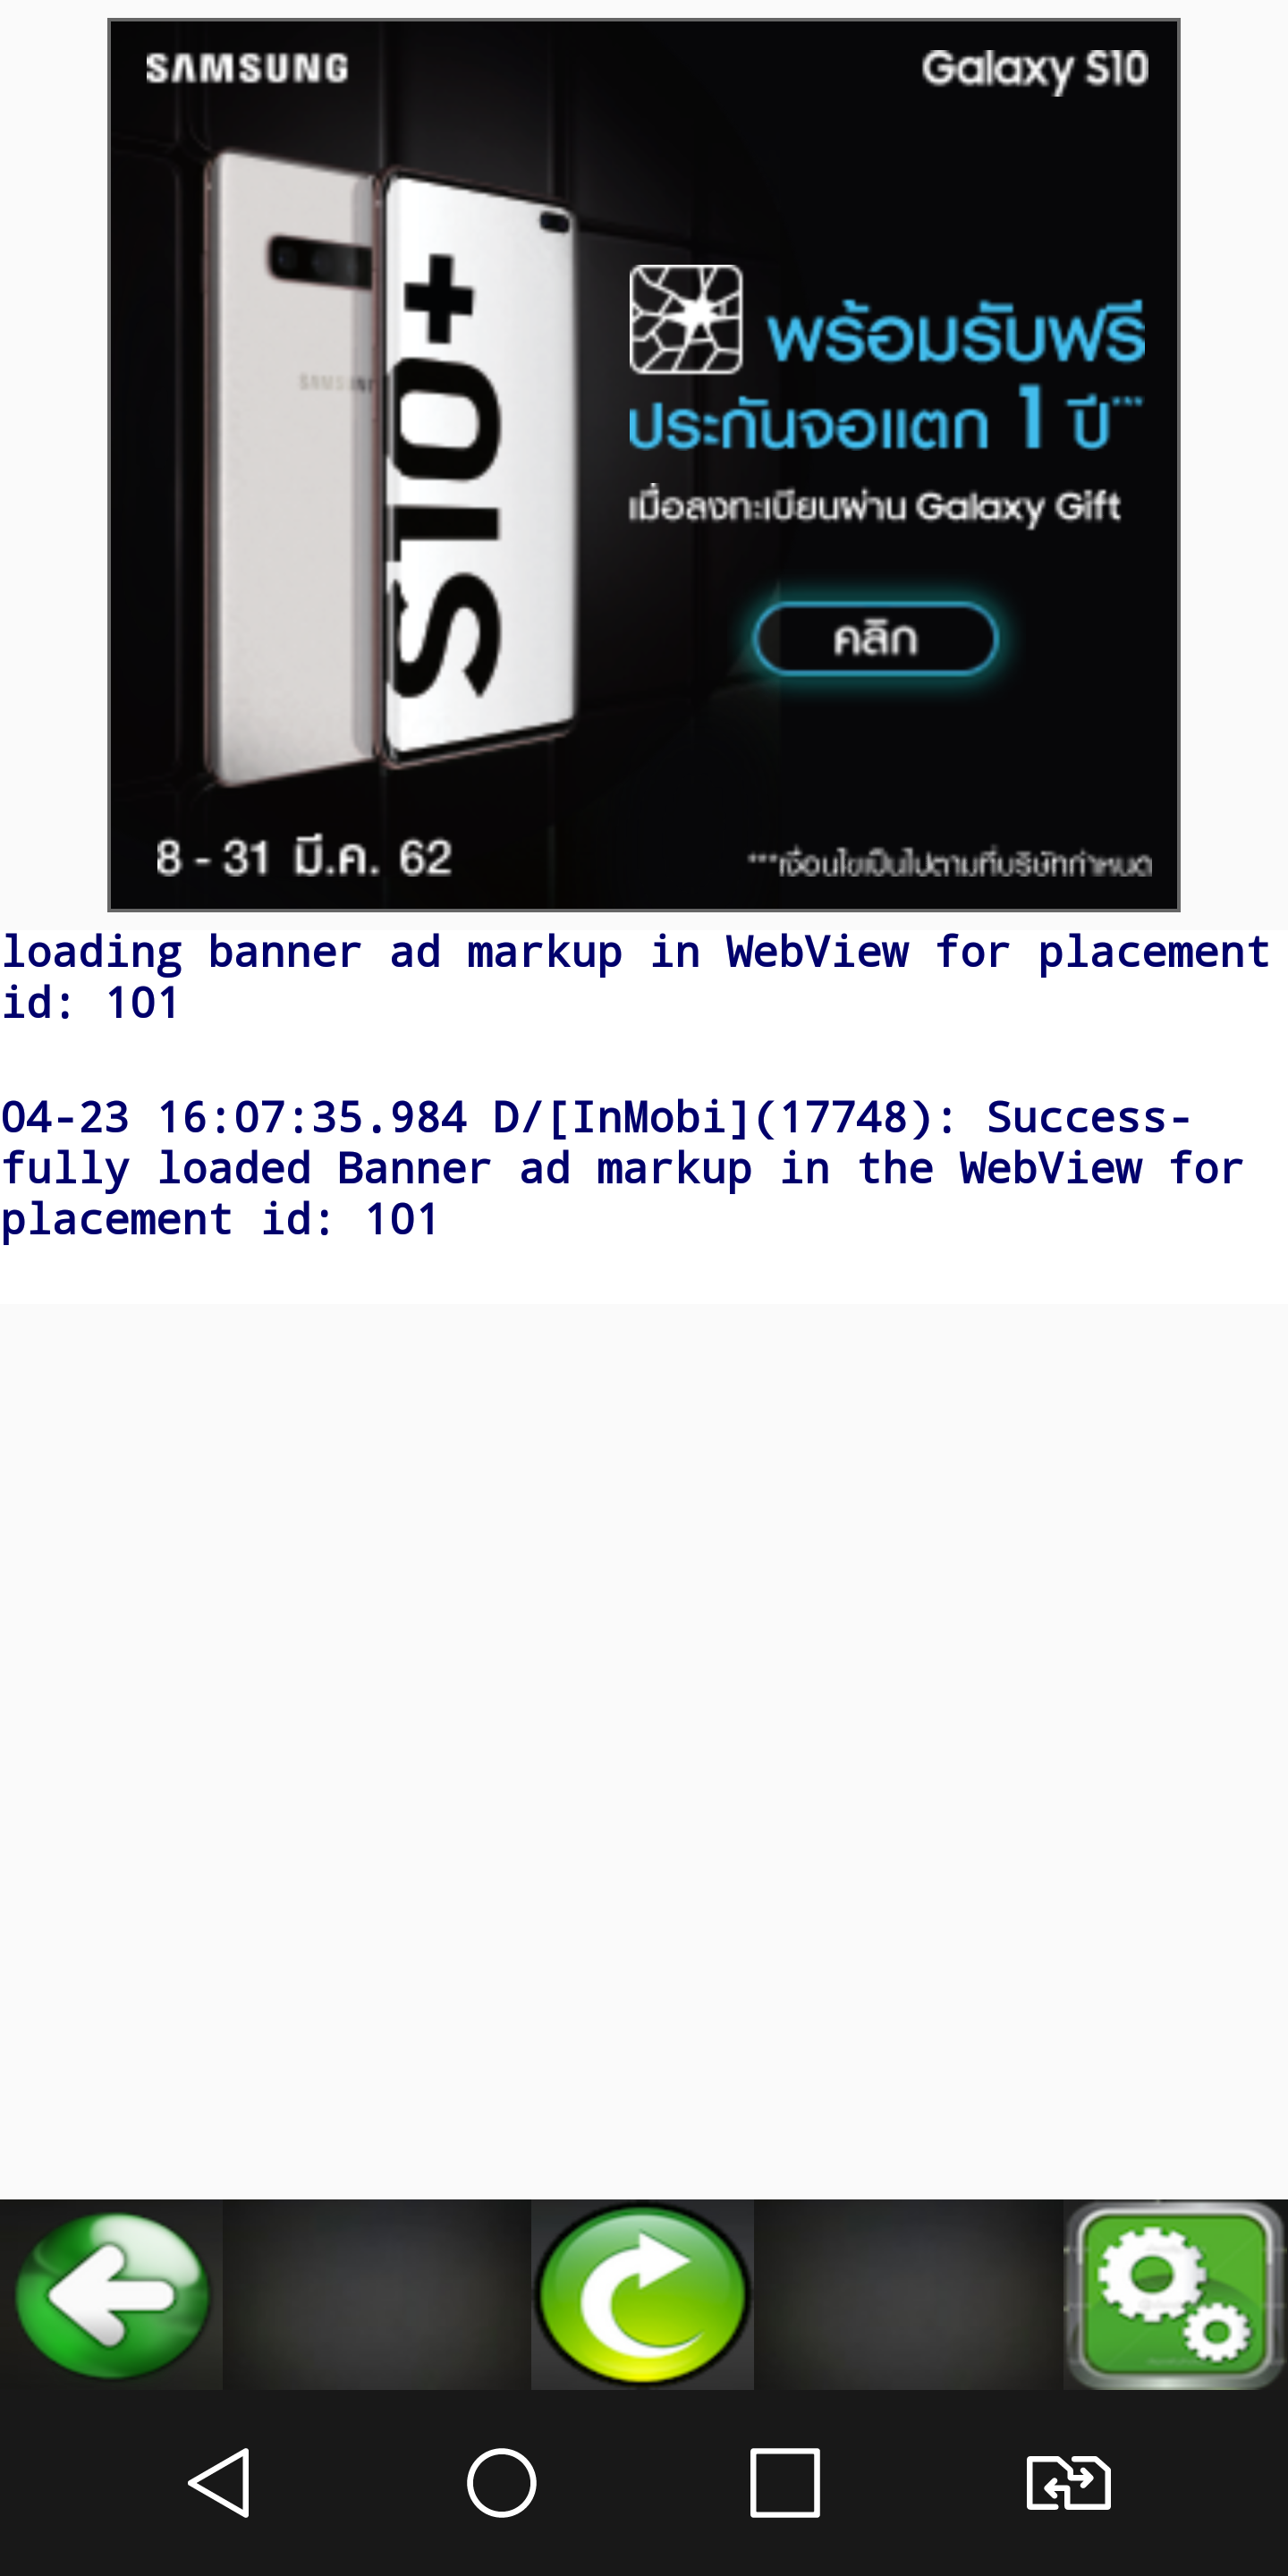 SAMSUNG
Galaxy S10
SAMSUNG
S10+
พร้อมรับฟรี
ประกันจอแตก 1 ปี***
เมื่อลงทะเบียนผ่าน Galaxy Gift
คลิก
8 - 31 มี.ค. 62
***เงื่อนไขเป็นไปตามที่บริษัทกำหนด
loading banner ad markup in WebView for placement
id: 101
04-23 16:07:35.984 D/[InMobi](17748): Success-
fully loaded Banner ad markup in the WebView for
placement id: 101